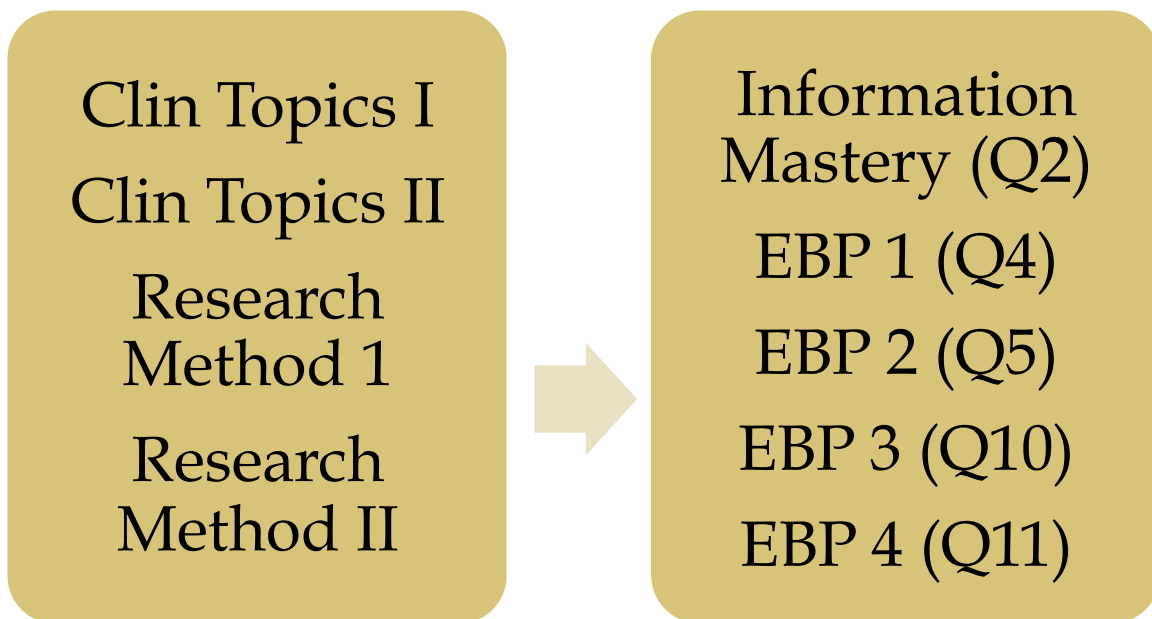 Clin Topics I
Clin Topics II
Research
Method 1
Research
Method II
Information
Mastery (Q2)
EBP 1 (Q4)
EBP 2 (Q5)
EBP 3 (Q10)
EBP 4 (Q11)